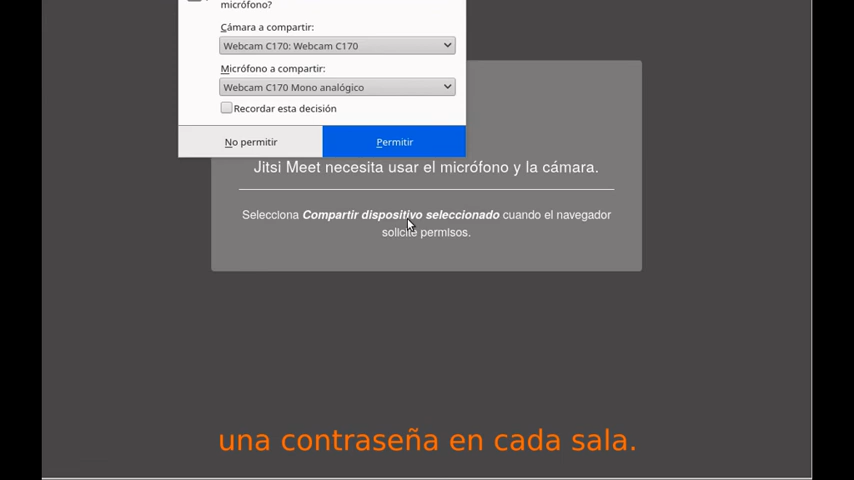 micrófono?
Cámara a compartir:
Webcam C170: Webcam C170
Micrófono a compartir:
Webcam C170 Mono analógico
Recordar esta decisión
No permitir
Permitir
Jitsi Meet necesita usar el micrófono y la cámara.
Selecciona Compartir dispositivo seleccionado cuando el navegador
solicite permisos.
una contraseña en cada sala.